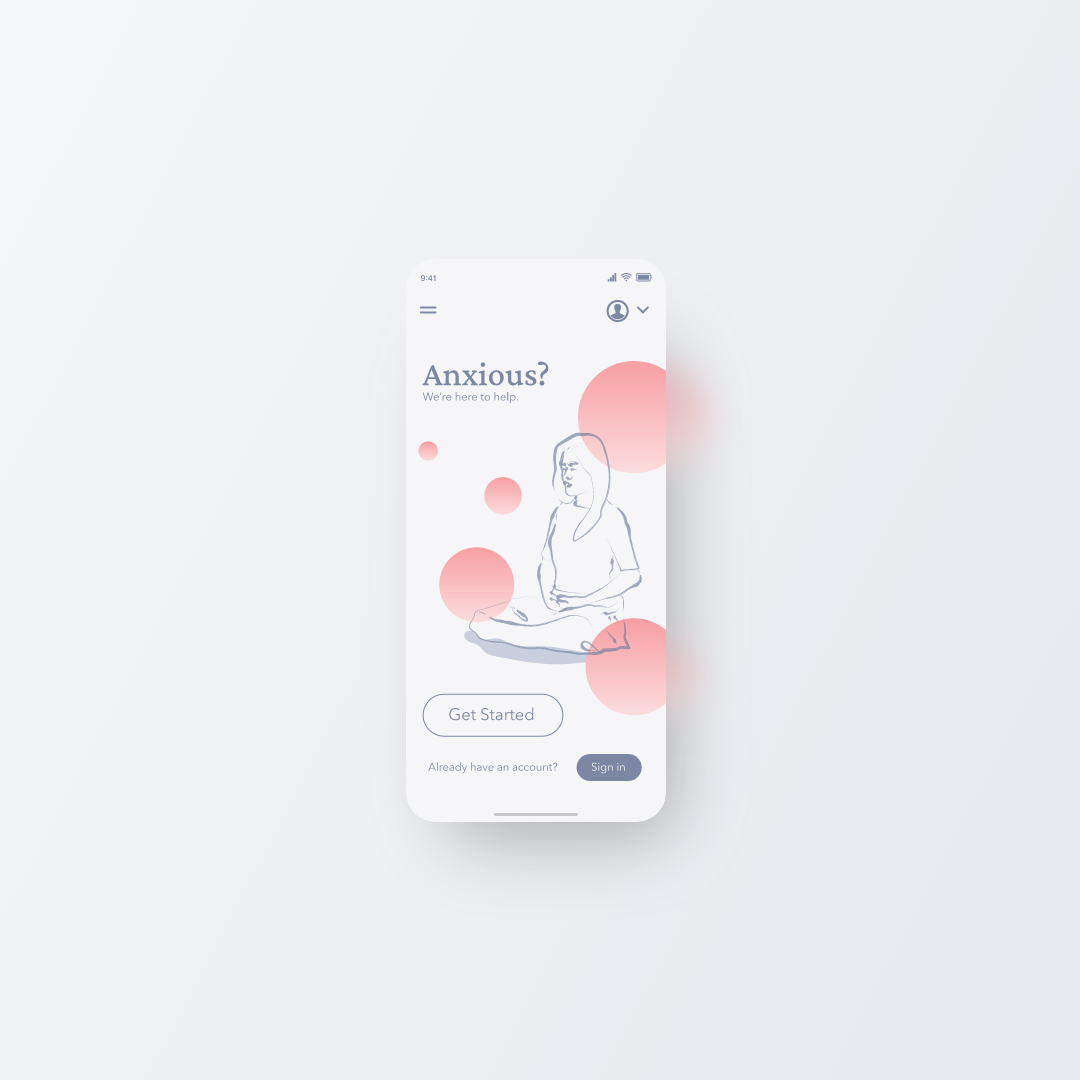 9:41
Anxious?
We're here to help.
Get Started
Already have an account?
Sign in